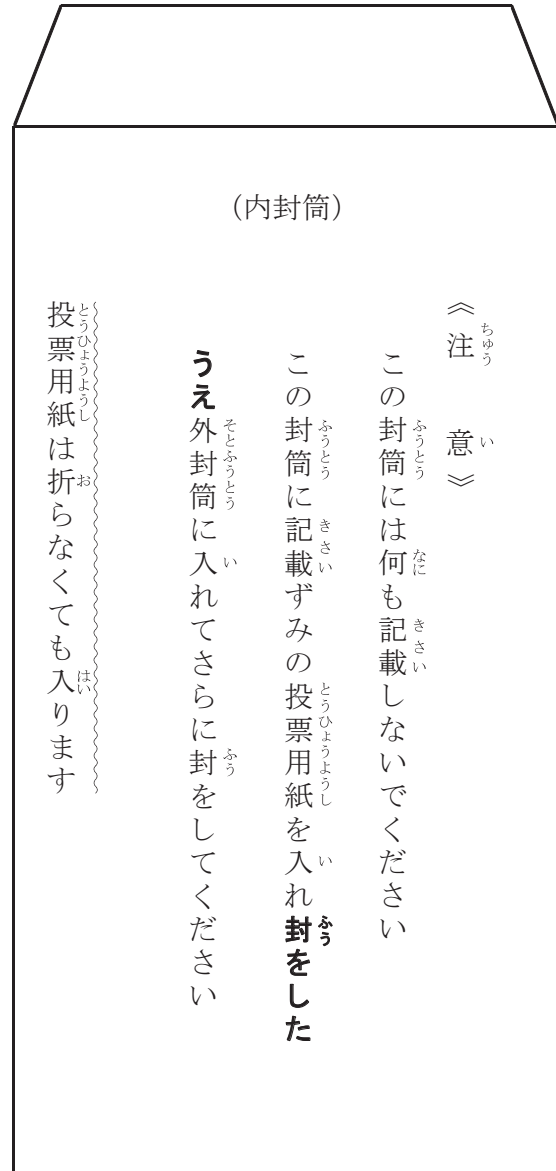 （内封筒）
《注　意》
この封筒には何も記載しないでください
この封筒に記載ずみの投票用紙を入れ封をした
うえ外封筒に入れてさらに封をしてください
投票用紙は折らなくても入ります